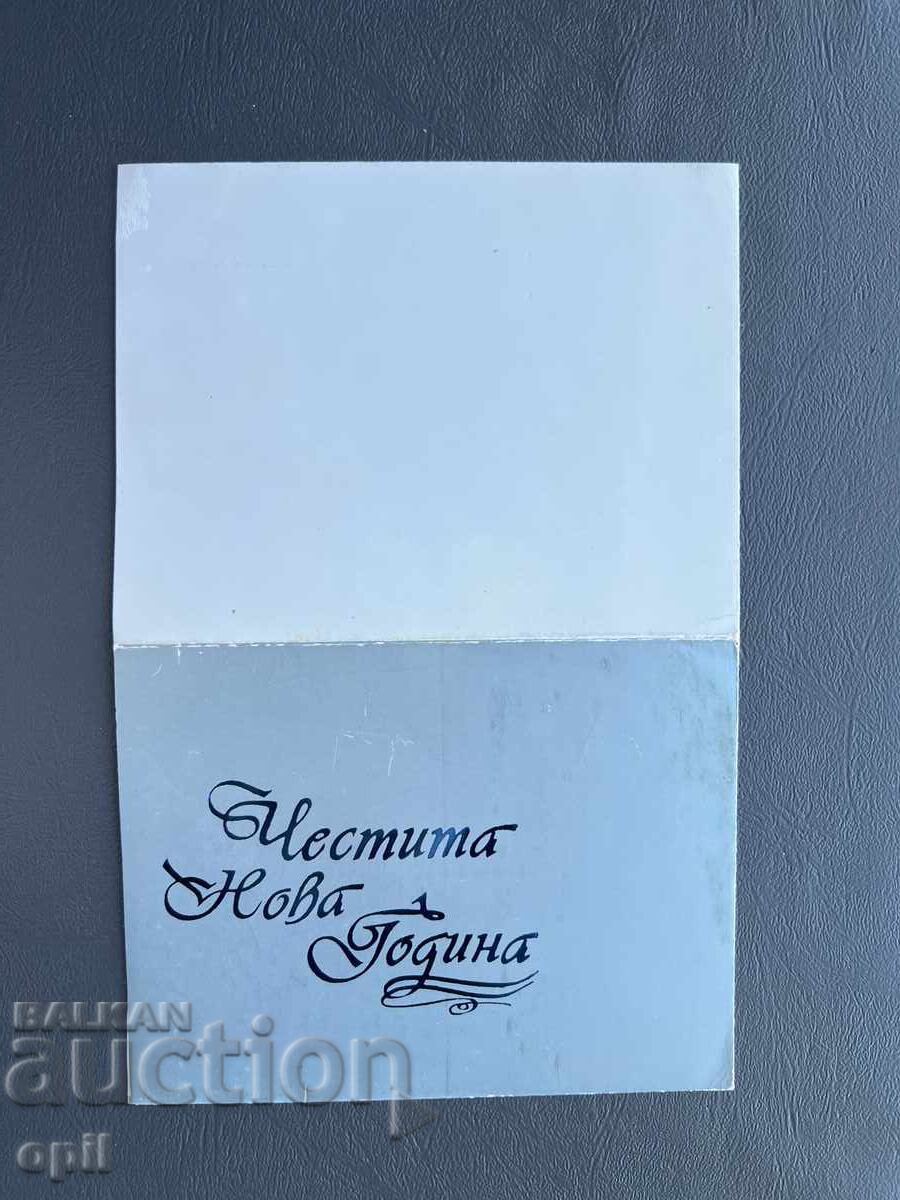 Честита
Нова
Година
BALKAN
auction
opil